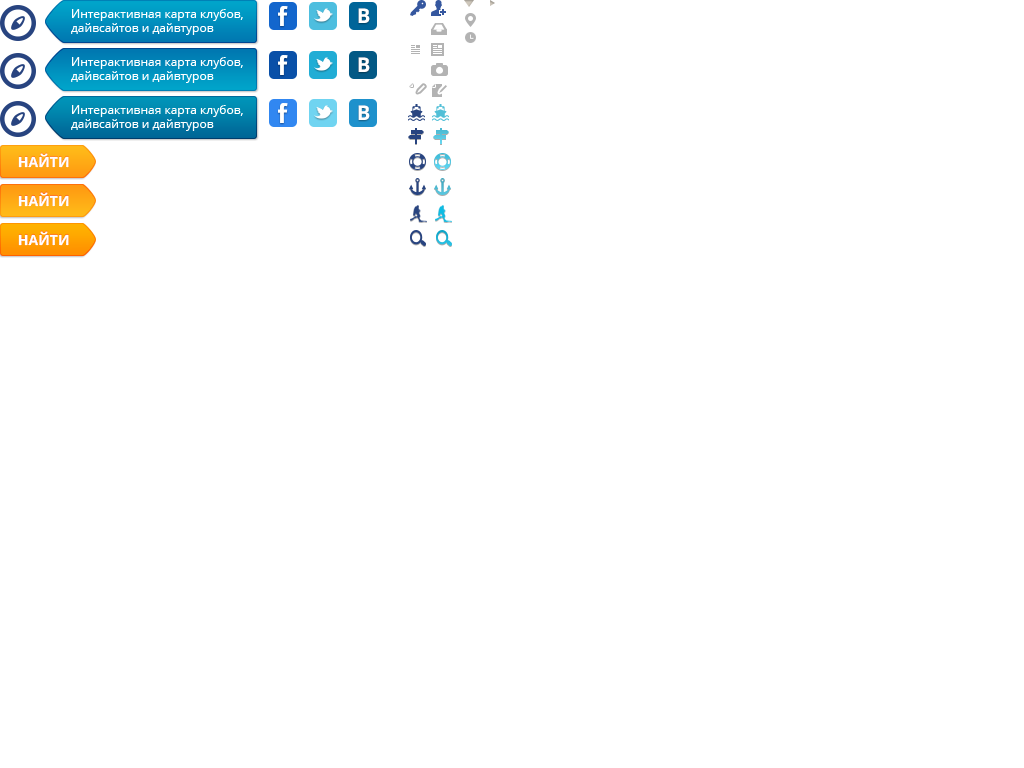 Интерактивная карта клубов,
дайвсайтов и дайвтуров
f
B
Интерактивная карта клубов,
дайвсайтов и дайвтуров
f
B
Интерактивная карта клубов,
дайвсайтов и дайвтуров
f
B
НАЙТИ
НАЙТИ
НАЙТИ